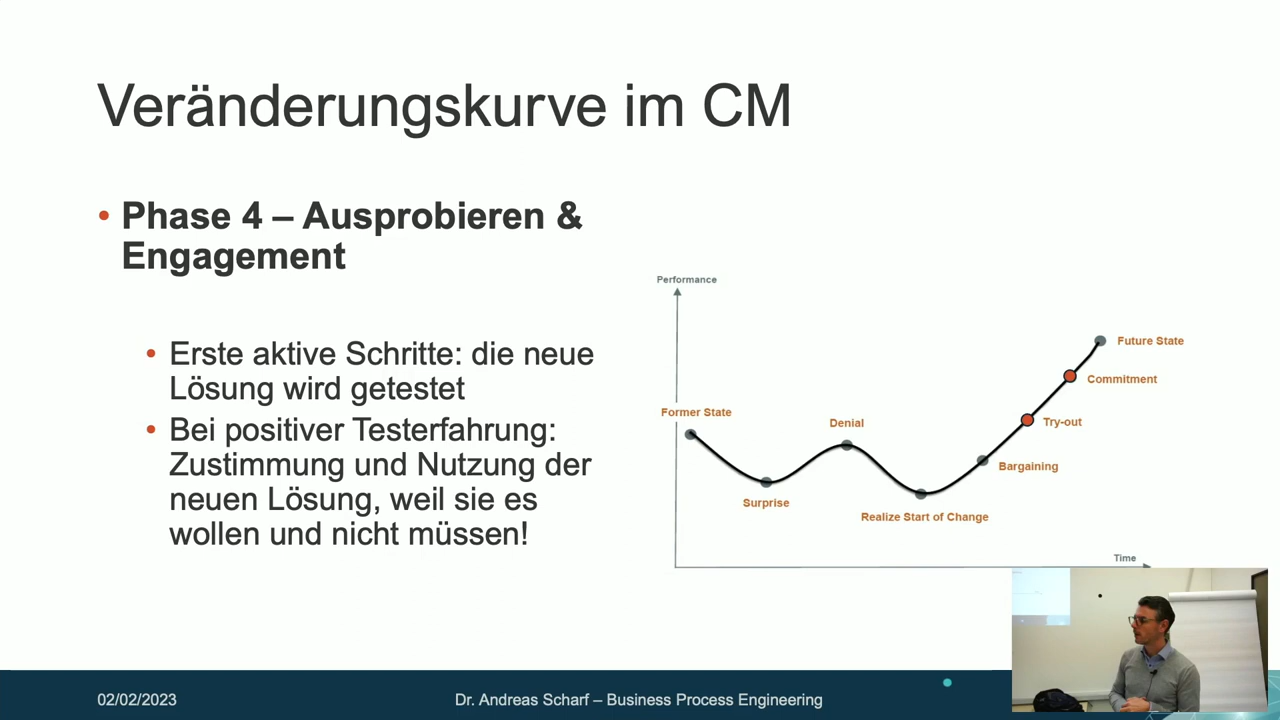 Veränderungskurve im CM
• Phase 4 – Ausprobieren &
Engagement
• Erste aktive Schritte: die neue
Lösung wird getestet
• Bei positiver Testerfahrung:
Zustimmung und Nutzung der
neuen Lösung, weil sie es
wollen und nicht müssen!
Performance
Future State
Commitment
Former State
Denial
Try-out
Bargaining
Surprise
Realize Start of Change
Time
02/02/2023
Dr. Andreas Scharf – Business Process Engineering